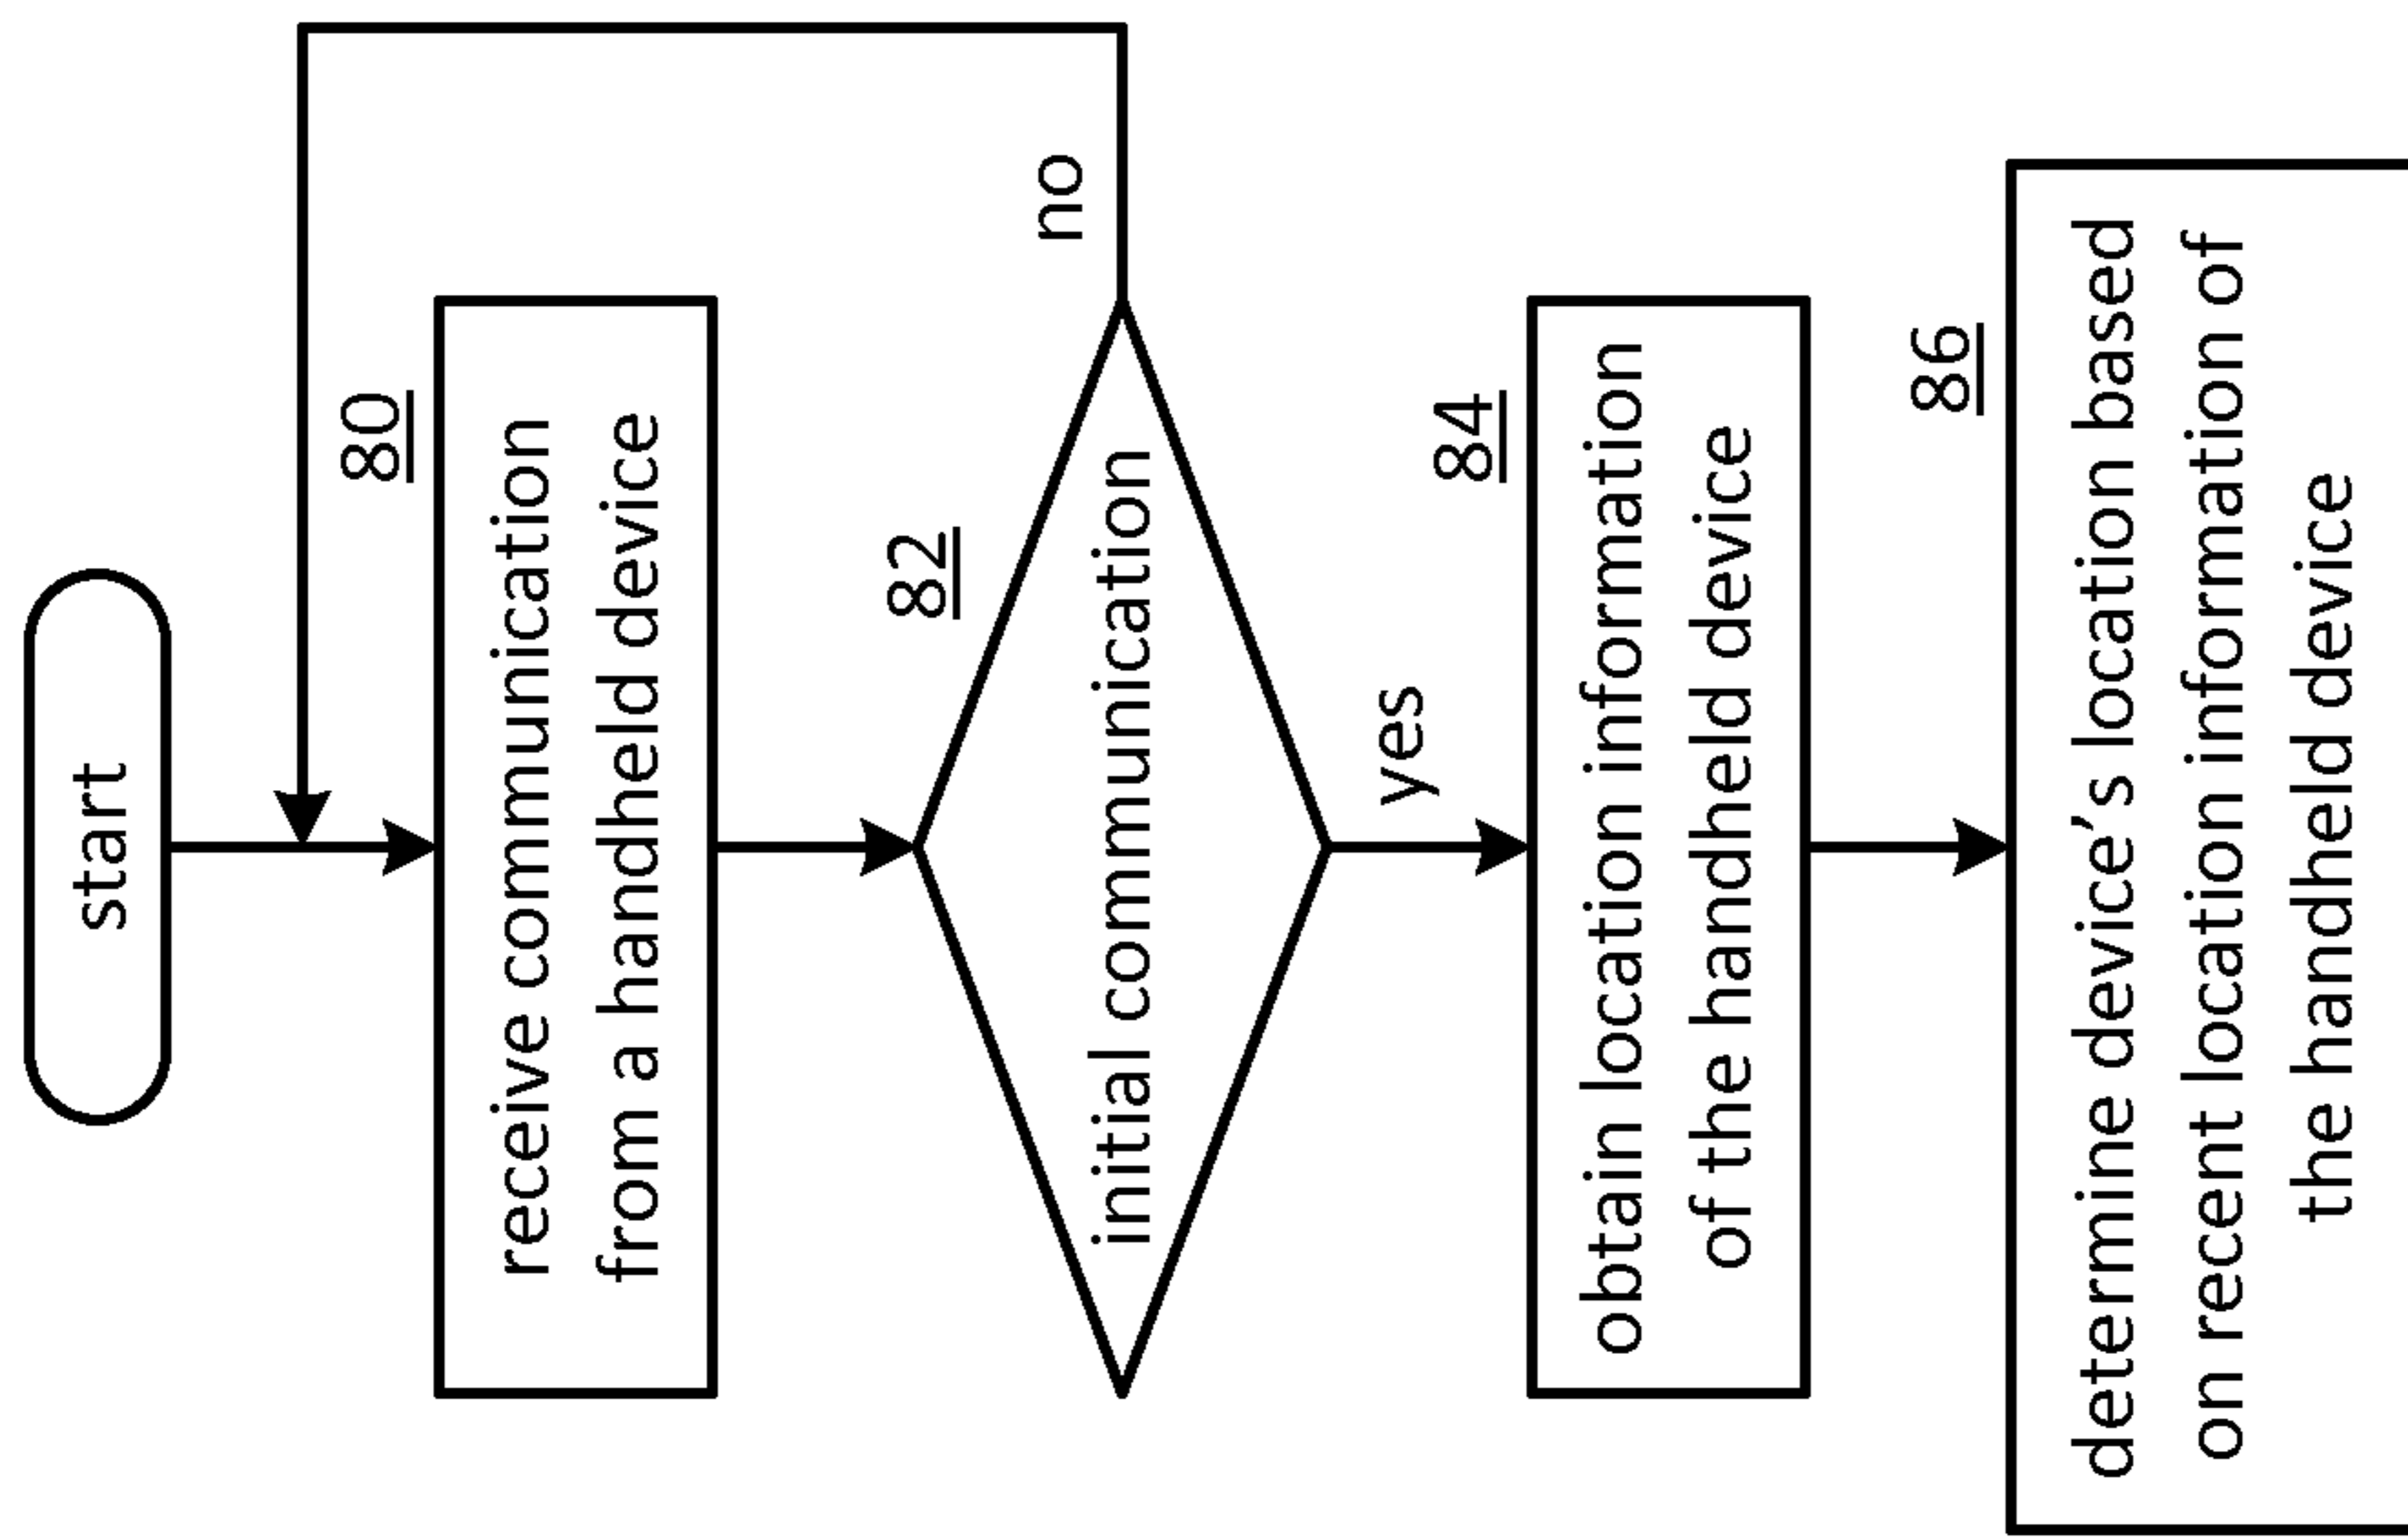 start
80
receive communication
from a handheld device
82
initial communication
no
yes
84
obtain location information
of the handheld device
86
determine device's location based
on recent location information of
the handheld device